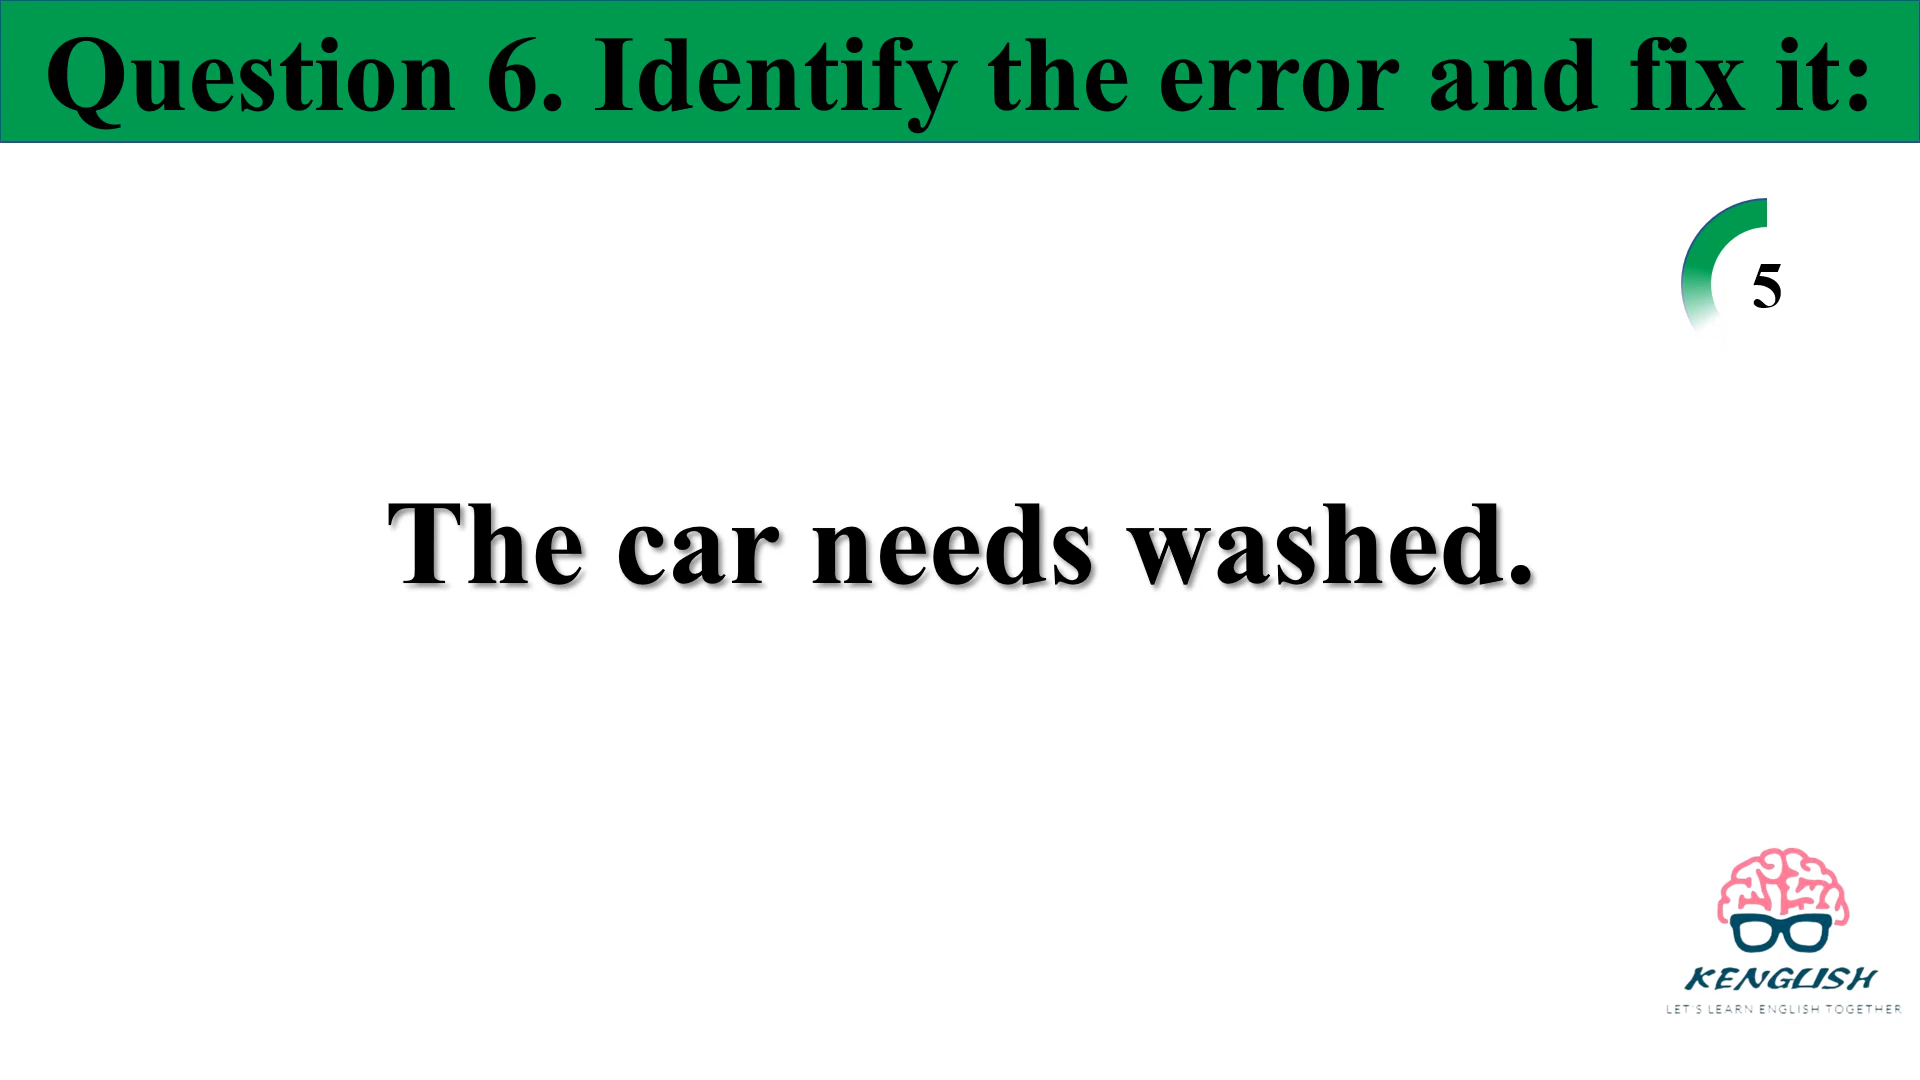 Question 6. Identify the error and fix it:
5
The car needs washed.
KENGLISH
LET'S LEARN ENGLISH TOGETHER